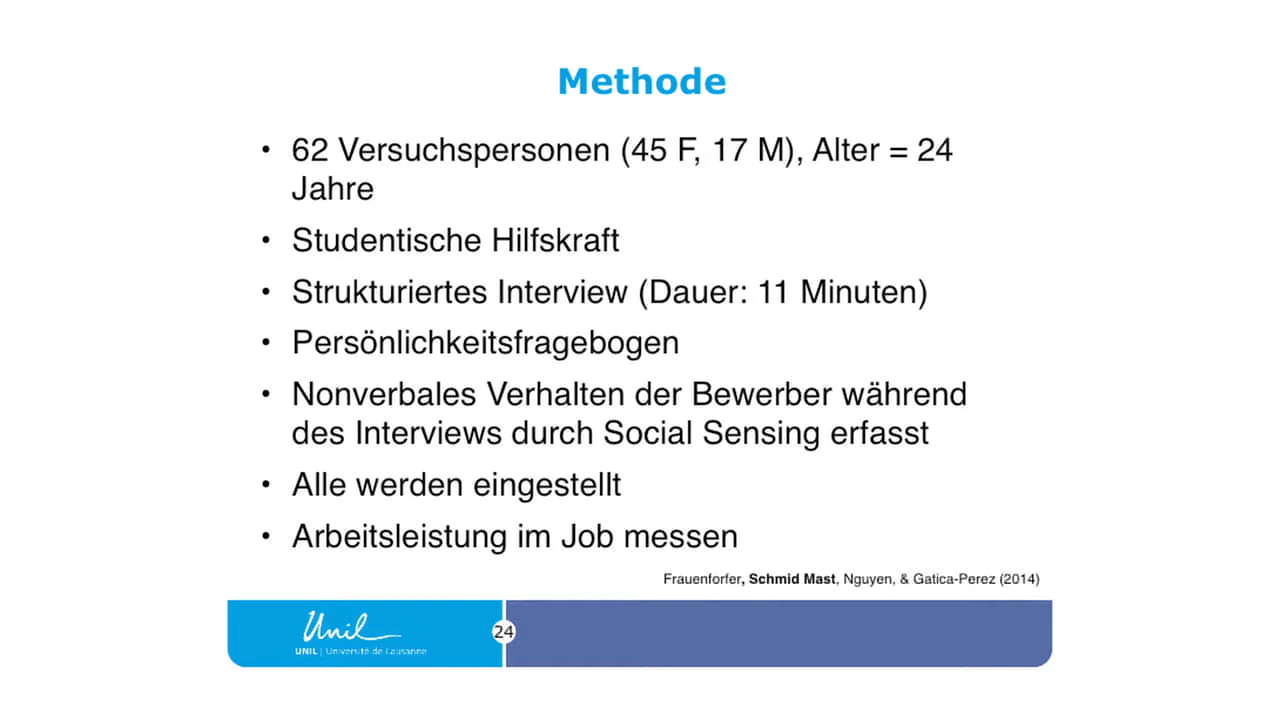 Methode
• 62 Versuchspersonen (45 F, 17 M), Alter = 24
Jahre
• Studentische Hilfskraft
• Strukturiertes Interview (Dauer: 11 Minuten)
• Persönlichkeitsfragebogen
• Nonverbales Verhalten der Bewerber während
des Interviews durch Social Sensing erfasst
• Alle werden eingestellt
• Arbeitsleistung im Job messen
Frauenforfer, Schmid Mast, Nguyen, & Gatica-Perez (2014)
Unil
UNIL | Université de Lausanne
24